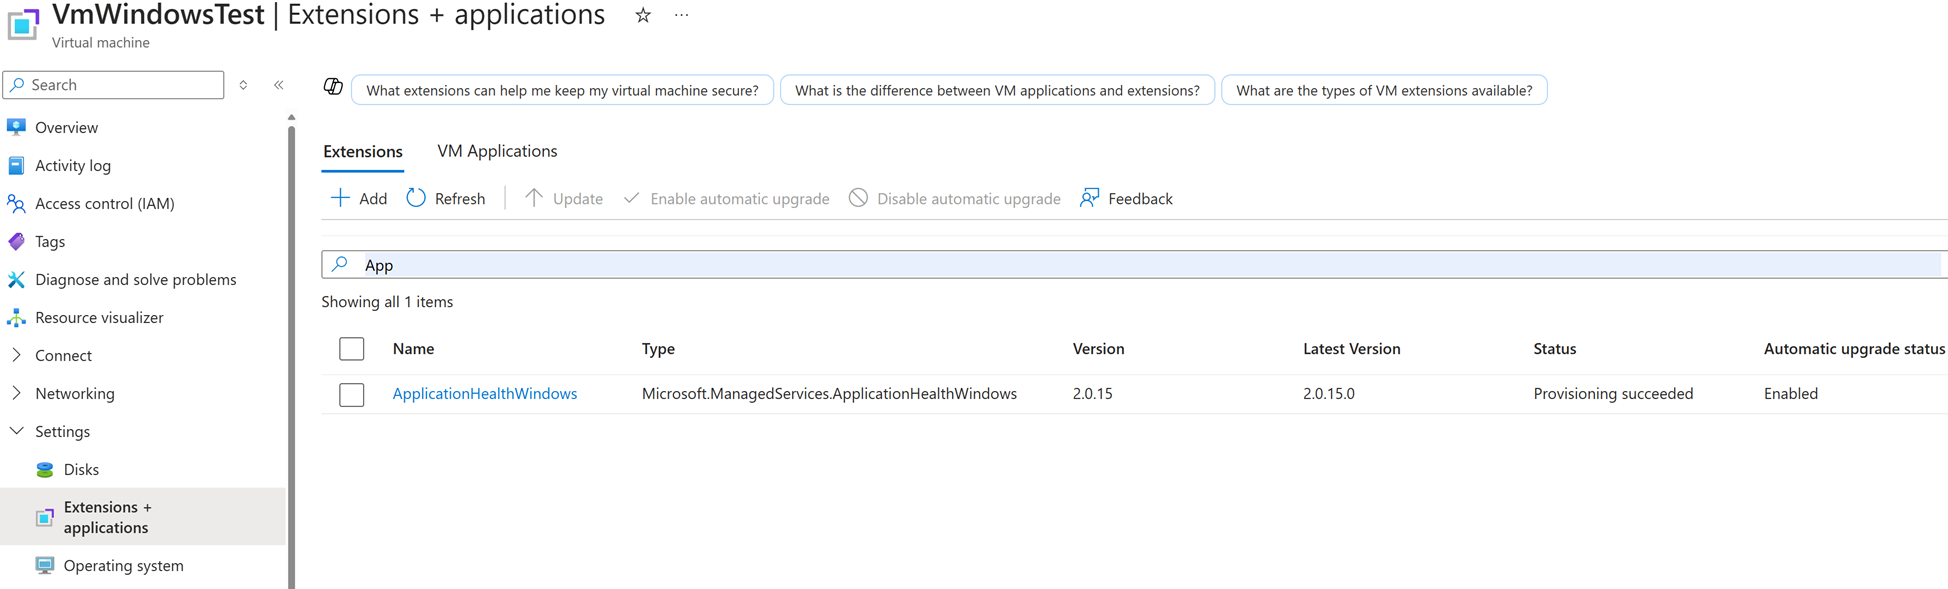 VmWindowsTest | Extensions + applications
Virtual machine
Search
Overview
Activity log
Access control (IAM)
Tags
Diagnose and solve problems
Resource visualizer
Connect
Networking
Settings
Disks
Extensions +
applications
Operating system
What extensions can help me keep my virtual machine secure? What is the difference between VM applications and extensions? What are the types of VM extensions available?
Extensions VM Applications
Add Refresh Update Enable automatic upgrade Disable automatic upgrade Feedback
App
Showing all 1 items
Name Type Version Latest Version Status Automatic upgrade status
ApplicationHealthWindows Microsoft.ManagedServices.ApplicationHealthWindows 2.0.15 2.0.15.0 Provisioning succeeded Enabled